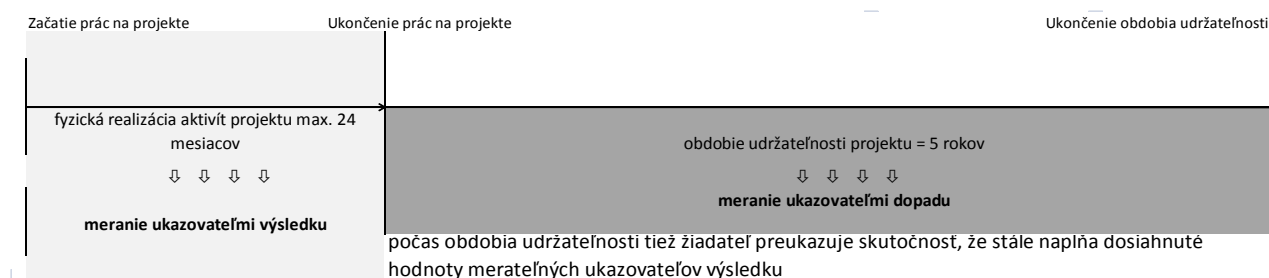 Začatie prác na projekte
Ukončenie prác na projekte
Ukončenie obdobia udržateľnosti
fyzická realizácia aktivít projektu max. 24
mesiacov
⇩ ⇩ ⇩ ⇩
meranie ukazovateľmi výsledku
obdobie udržateľnosti projektu = 5 rokov
⇩ ⇩ ⇩ ⇩
meranie ukazovateľmi dopadu
počas obdobia udržateľnosti tiež žiadateľ preukazuje skutočnosť, že stále napĺňa dosiahnuté
hodnoty merateľných ukazovateľov výsledku